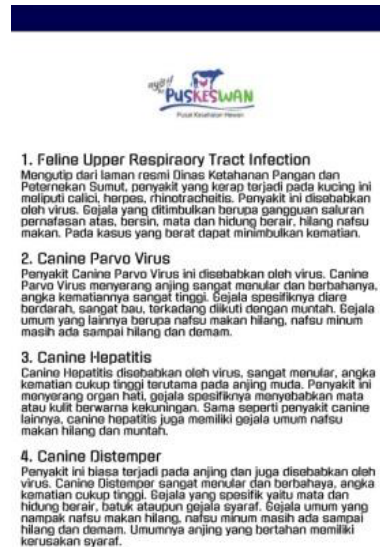 ayo
PUSKESWAN
Pusat Kesehatan Hewan
1. Feline Upper Respiraory Tract Infection
Mengutip dari laman resmi Dinas Ketahanan Pangan dan
Peternekan Sumut, penyakit yang kerap terjadi pada kucing ini
meliputi calici, herpes, rhinotracheitis. Penyakit ini disebabkan
oleh virus. Gejala yang ditimbulkan berupa gangguan saluran
pernafasan atas, bersin, mata dan hidung berair, hilang nafsu
makan. Pada kasus yang berat dapat minimbulkan kematian.
2. Canine Parvo Virus
Penyakit Canine Parvo Virus ini disebabkan oleh virus. Canine
Parvo Virus menyerang anjing sangat menular dan berbahanya,
angka kematiannya sangat tinggi. Gejala spesifiknya diare
berdarah, sangat bau, terkadang diikuti dengan muntah. Gejala
umum yang lainnya berupa nafsu makan hilang, nafsu minum
masih ada sampai hilang dan demam.
3. Canine Hepatitis
Canine Hepatitis disebabkan oleh virus, sangat menular, angka
kematian cukup tinggi terutama pada anjing muda. Penyakit ini
menyerang organ hati, gejala spesifiknya menyebabkan mata
atau kulit berwarna kekuningan. Sama seperti penyakit canine
lainnya, canine hepatitis juga memiliki gejala umum nafsu
makan hilang dan muntah.
4. Canine Distemper
Penyakit ini biasa terjadi pada anjing dan juga disebabkan oleh
virus. Canine Distemper sangat menular dan berbahaya, angka
kematian cukup tinggi. Gejala yang spesifik yaitu mata dan
hidung berair, batuk ataupun gejala syaraf. Gejala umum yang
nampak nafsu makan hilang, nafsu minum masih ada sampai
hilang dan demam. Umumnya anjing yang bertahan memiliki
kerusakan syaraf.